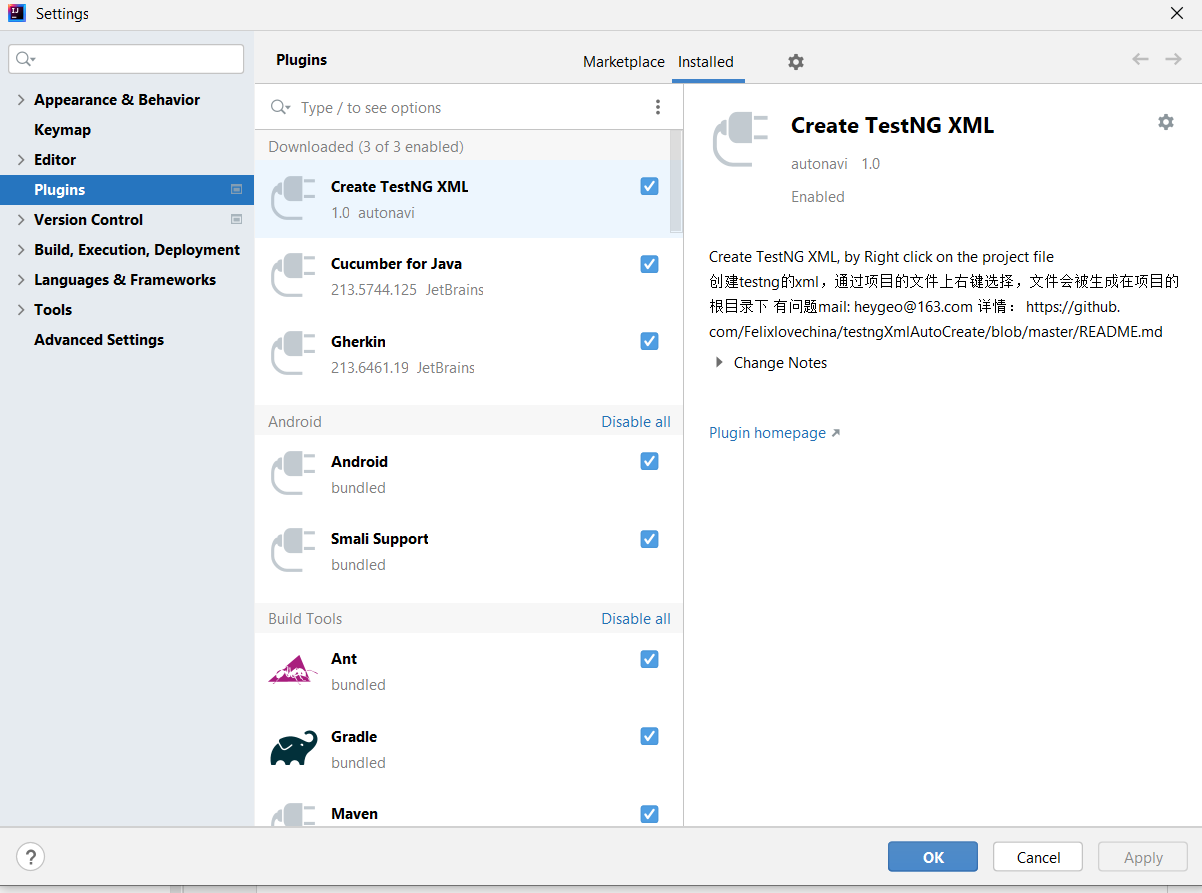 Settings
Appearance & Behavior
Keymap
Editor
Plugins
Version Control
Build, Execution, Deployment
Languages & Frameworks
Tools
Advanced Settings
Plugins
Marketplace
Installed
Type / to see options
Downloaded (3 of 3 enabled)
Create TestNG XML
1.0 autonavi
Cucumber for Java
213.5744.125 JetBrains
Gherkin
213.6461.19 JetBrains
Android Disable all
Android
bundled
Smali Support
bundled
Build Tools Disable all
Ant
bundled
Gradle
bundled
Maven
Create TestNG XML
autonavi 1.0
Enabled
Create TestNG XML, by Right click on the project file
创建testng的xml，通过项目的文件上右键选择，文件会被生成在项目的
根目录下 有问题mail: heygeo@163.com 详情： https://github.
com/Felixlovechina/testngXmlAutoCreate/blob/master/README.md
Change Notes
Plugin homepage
?
OK
Cancel
Apply